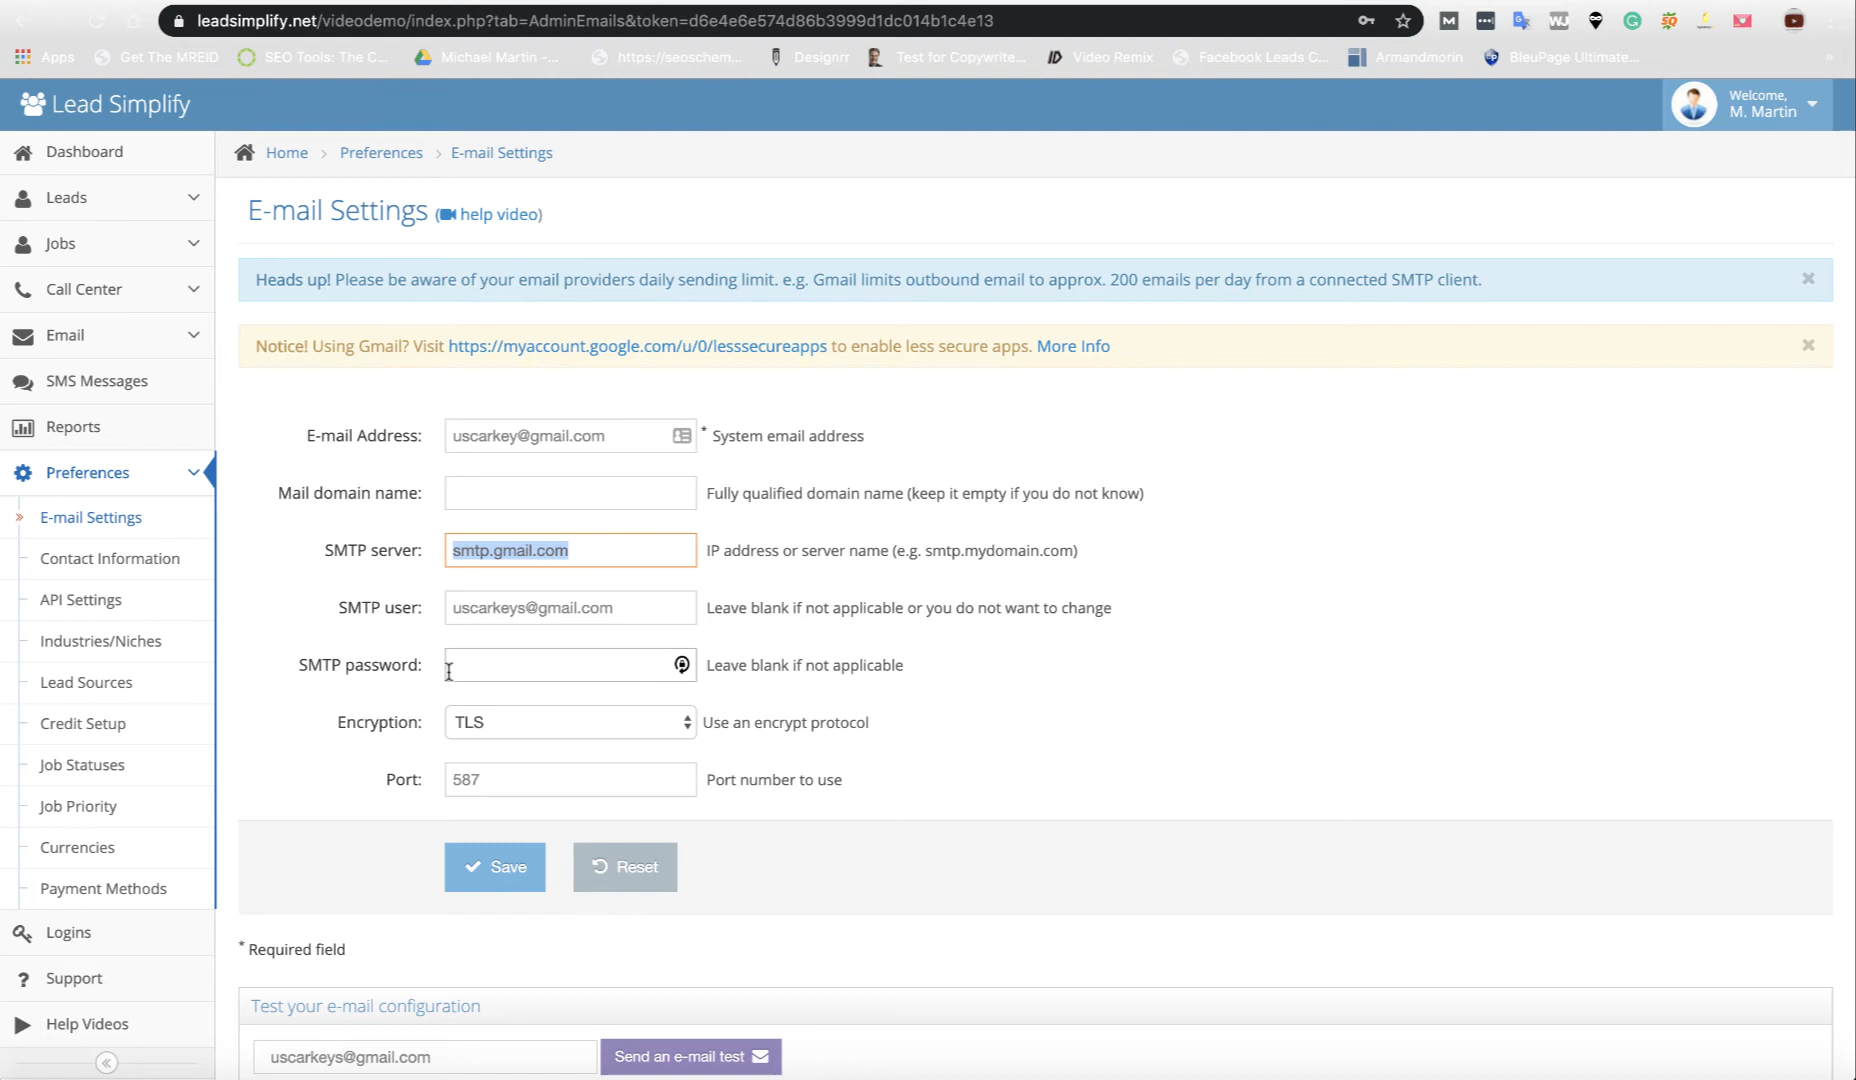 leadsimplify.net/videodemo/index.php?tab=AdminEmails&token=d6e4e6e574d86b3999d1dc014b1c4e13
Apps
Get The MREID
SEO Tools: The C...
Michael Martin -...
https://seoschem...
Designrr
Test for Copywrite...
Video Remix
Facebook Leads C...
Armandmorin
BleuPage Ultimate...
»
Lead Simplify
Welcome,
M. Martin
Dashboard
Leads
Jobs
Call Center
Email
SMS Messages
Reports
Preferences
E-mail Settings
Contact Information
API Settings
Industries/Niches
Lead Sources
Credit Setup
Job Statuses
Job Priority
Currencies
Payment Methods
Logins
Support
Help Videos
Home > Preferences > E-mail Settings
E-mail Settings (help video)
Heads up! Please be aware of your email providers daily sending limit. e.g. Gmail limits outbound email to approx. 200 emails per day from a connected SMTP client.
Notice! Using Gmail? Visit https://myaccount.google.com/u/0/lesssecureapps to enable less secure apps. More Info
E-mail Address: uscarkey@gmail.com * System email address
Mail domain name: Fully qualified domain name (keep it empty if you do not know)
SMTP server: smtp.gmail.com IP address or server name (e.g. smtp.mydomain.com)
SMTP user: uscarkeys@gmail.com Leave blank if not applicable or you do not want to change
SMTP password: Leave blank if not applicable
Encryption: TLS Use an encrypt protocol
Port: 587 Port number to use
Save Reset
* Required field
Test your e-mail configuration
uscarkeys@gmail.com Send an e-mail test